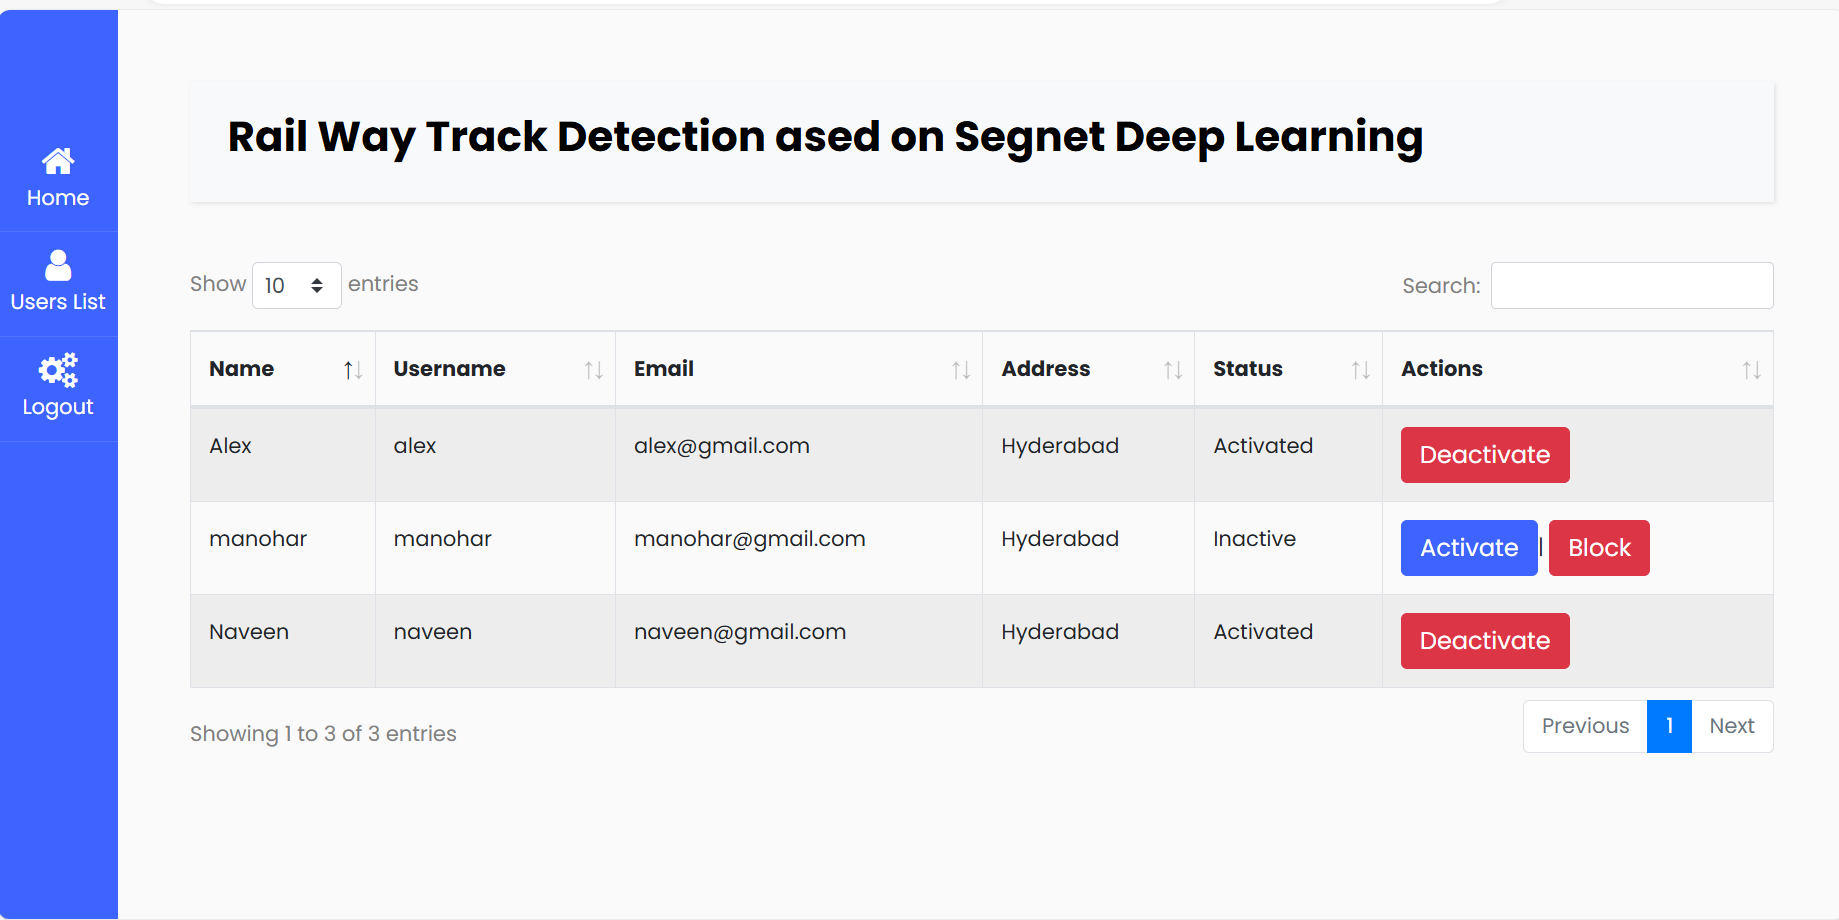 Rail Way Track Detection ased on Segnet Deep Learning
Home
Users List
Logout
Show 10 entries
Search:
Name Username Email Address Status Actions
Alex alex alex@gmail.com Hyderabad Activated Deactivate
manohar manohar manohar@gmail.com Hyderabad Inactive Activate | Block
Naveen naveen naveen@gmail.com Hyderabad Activated Deactivate
Showing 1 to 3 of 3 entries
Previous 1 Next